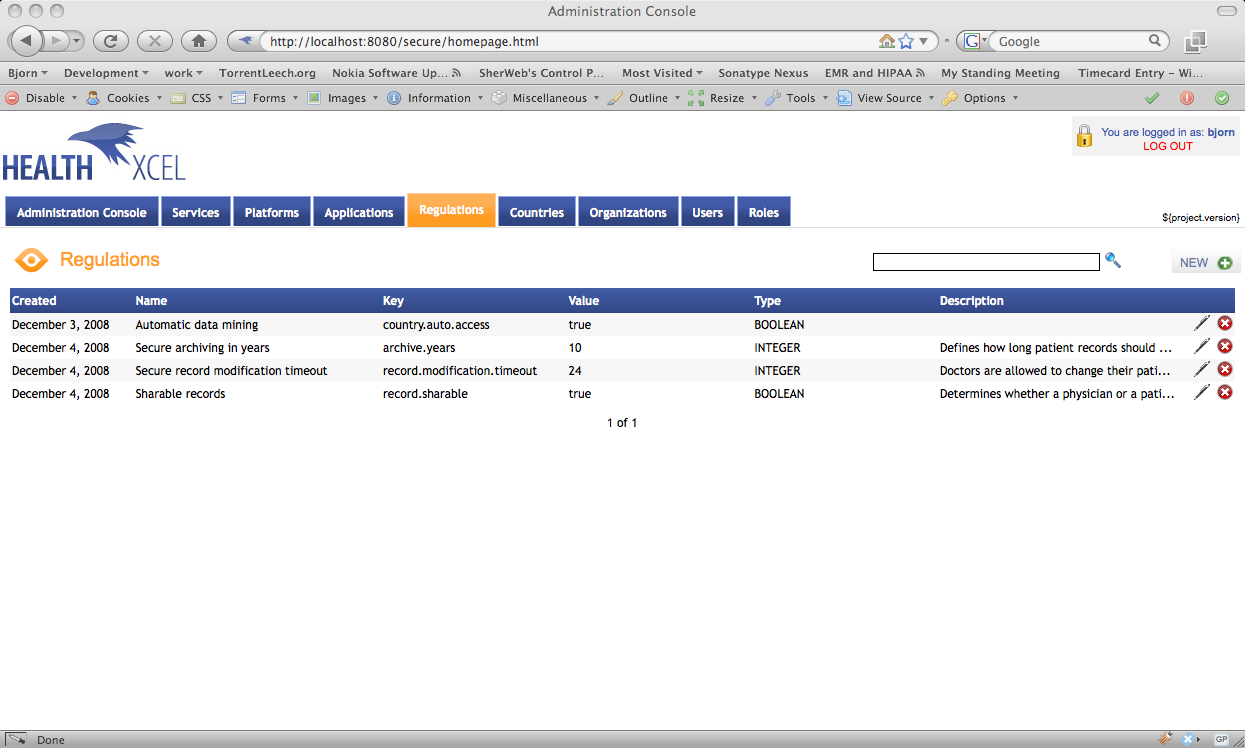 Administration Console
http://localhost:8080/secure/homepage.html Google
Bjorn Development work TorrentLeech.org Nokia Software Up... SherWeb's Control P... Most Visited Sonatype Nexus EMR and HIPAA My Standing Meeting Timecard Entry – Wi...
Disable Cookies CSS Forms Images Information Miscellaneous Outline Resize Tools View Source Options
HEALTH XCEL
You are logged in as: bjorn
LOG OUT
Administration Console Services Platforms Applications Regulations Countries Organizations Users Roles
${project.version}
Regulations NEW
Created Name Key Value Type Description
December 3, 2008 Automatic data mining country.auto.access true BOOLEAN
December 4, 2008 Secure archiving in years archive.years 10 INTEGER Defines how long patient records should ...
December 4, 2008 Secure record modification timeout record.modification.timeout 24 INTEGER Doctors are allowed to change their pati...
December 4, 2008 Sharable records record.sharable true BOOLEAN Determines whether a physician or a pati...
1 of 1
Done GP